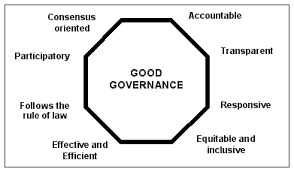 Consensus
oriented
Accountable
Participatory
Transparent
GOOD
GOVERNANCE
Follows the
rule of law
Responsive
Effective and
Efficient
Equitable and
inclusive